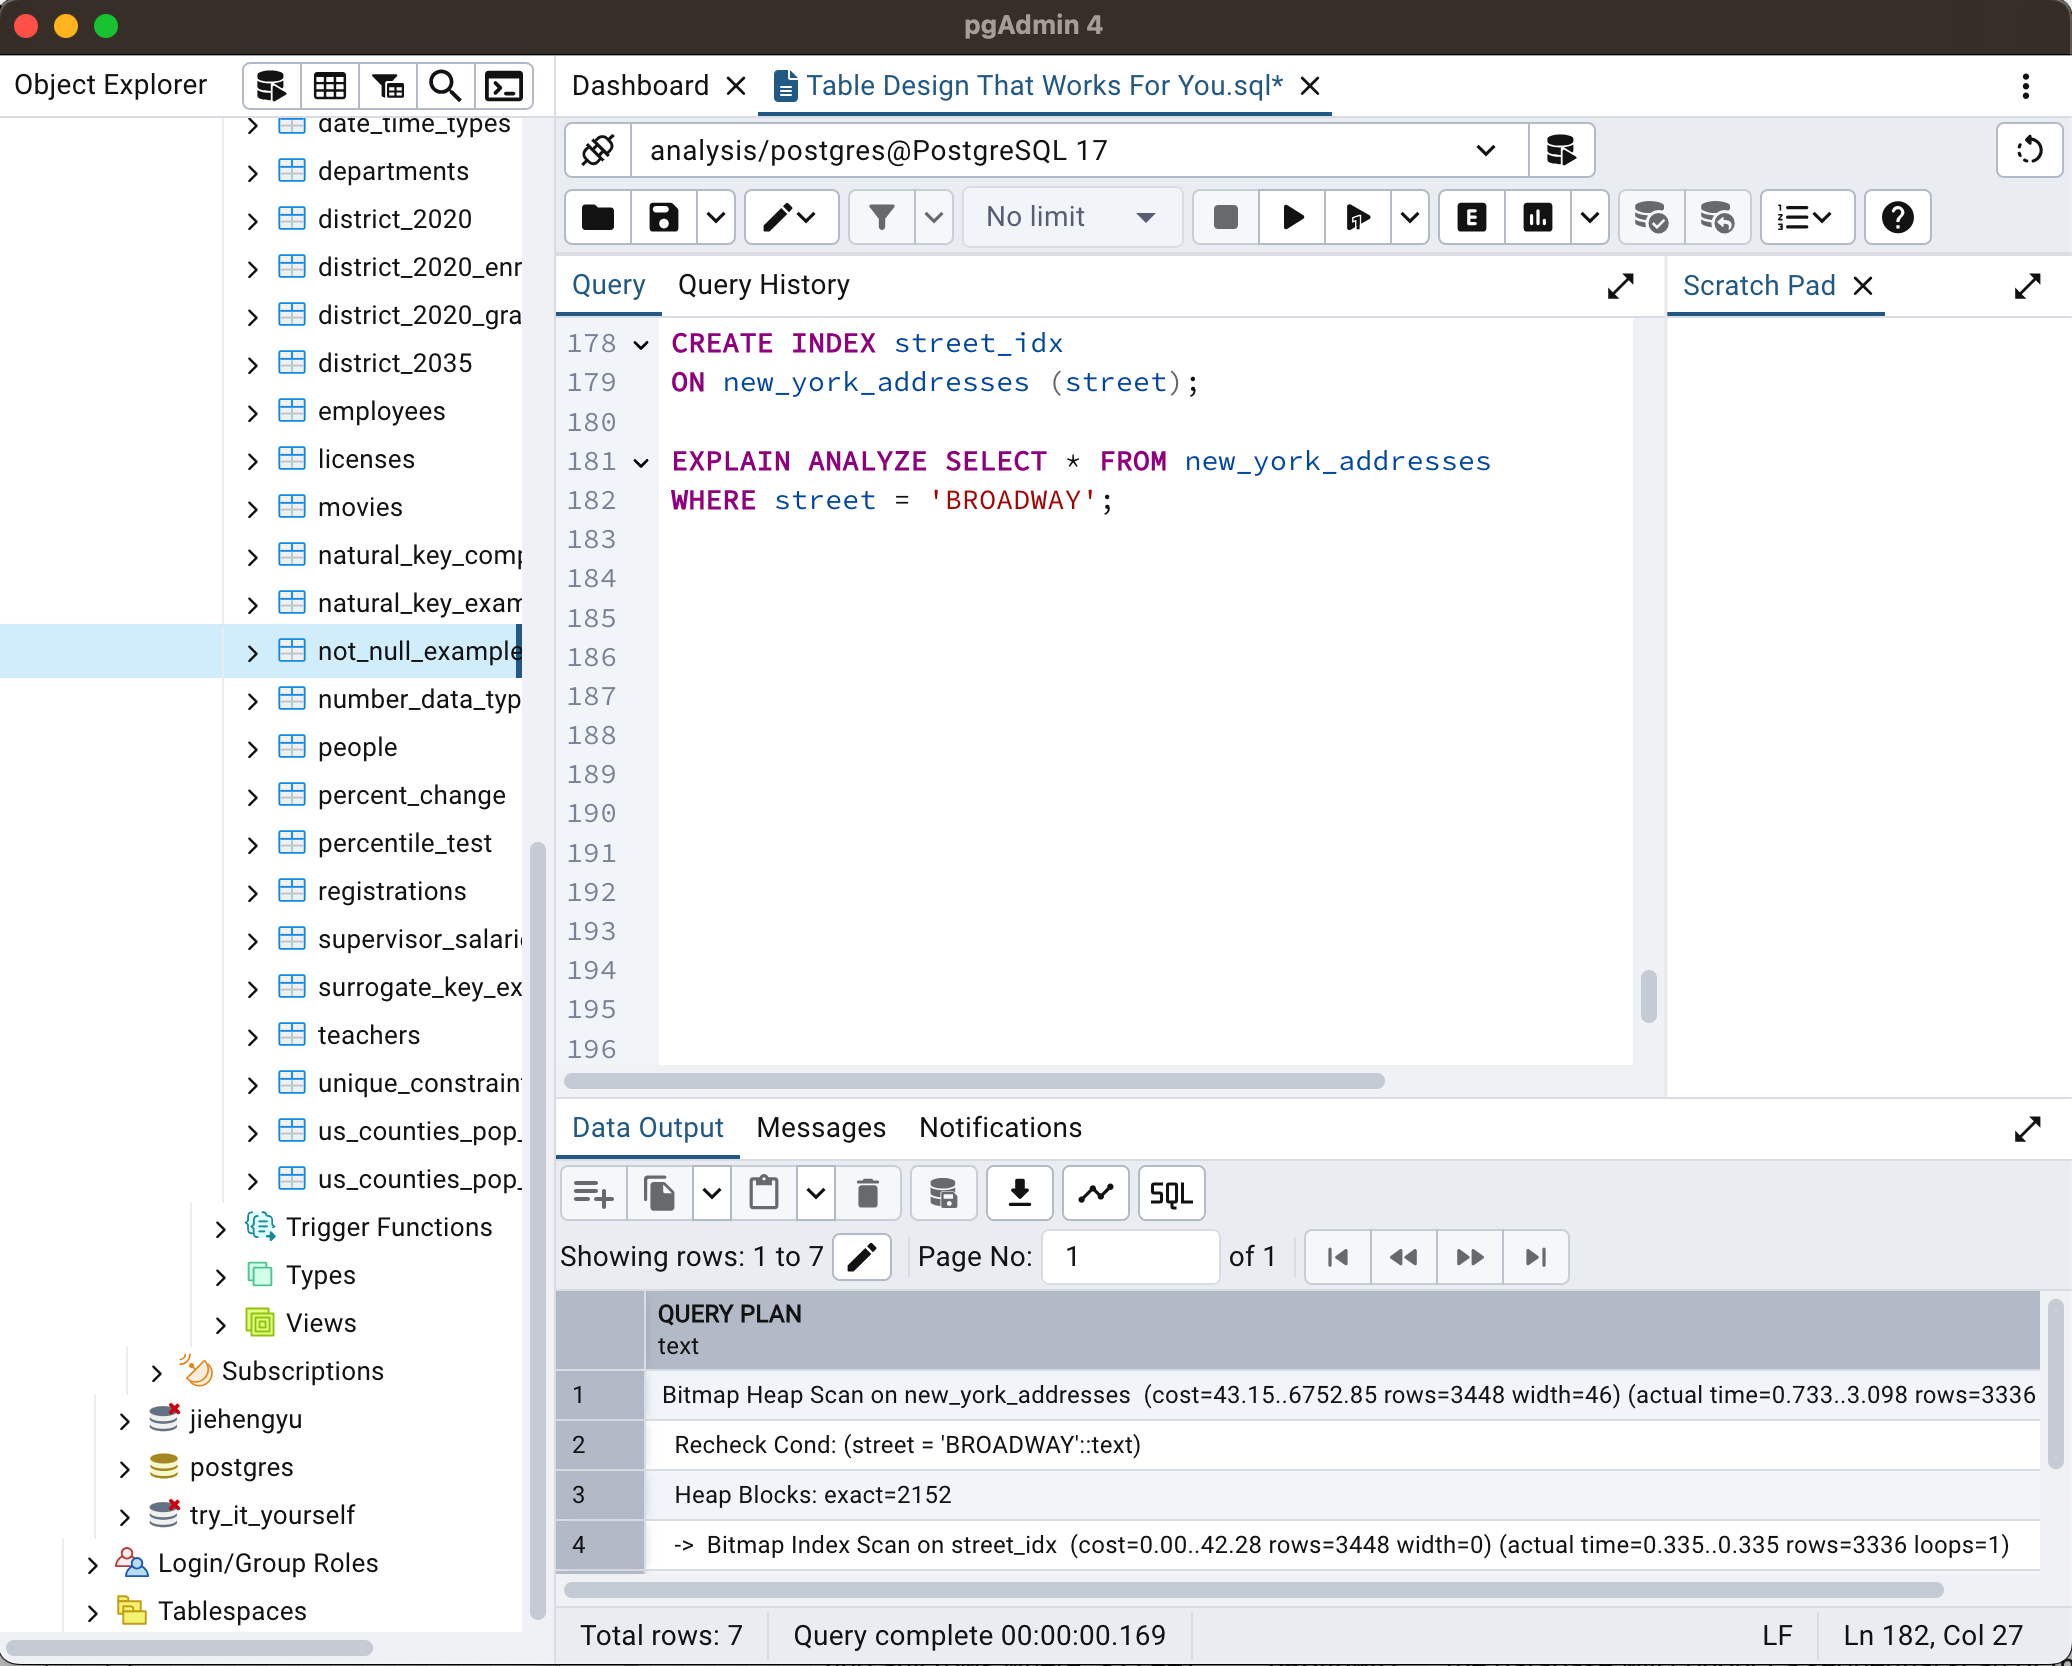 pgAdmin 4
Object Explorer
Dashboard
Table Design That Works For You.sql*
analysis/postgres@PostgreSQL 17
No limit
Query
Query History
Scratch Pad
date_time_types
departments
district_2020
district_2020_enr
district_2020_gra
district_2035
employees
licenses
movies
natural_key_comp
natural_key_exam
not_null_example
number_data_typ
people
percent_change
percentile_test
registrations
supervisor_salari
surrogate_key_ex
teachers
unique_constrain
us_counties_pop_
us_counties_pop_
Trigger Functions
Types
Views
Subscriptions
jiehengyu
postgres
try_it_yourself
Login/Group Roles
Tablespaces
178 CREATE INDEX street_idx
179 ON new_york_addresses (street);
180
181 EXPLAIN ANALYZE SELECT * FROM new_york_addresses
182 WHERE street = 'BROADWAY';
183
184
185
186
187
188
189
190
191
192
193
194
195
196
Data Output
Messages
Notifications
SQL
Showing rows: 1 to 7
Page No: 1 of 1
QUERY PLAN
text
1 Bitmap Heap Scan on new_york_addresses (cost=43.15..6752.85 rows=3448 width=46) (actual time=0.733..3.098 rows=3336
2 Recheck Cond: (street = 'BROADWAY'::text)
3 Heap Blocks: exact=2152
4 -> Bitmap Index Scan on street_idx (cost=0.00..42.28 rows=3448 width=0) (actual time=0.335..0.335 rows=3336 loops=1)
Total rows: 7
Query complete 00:00:00.169
LF
Ln 182, Col 27